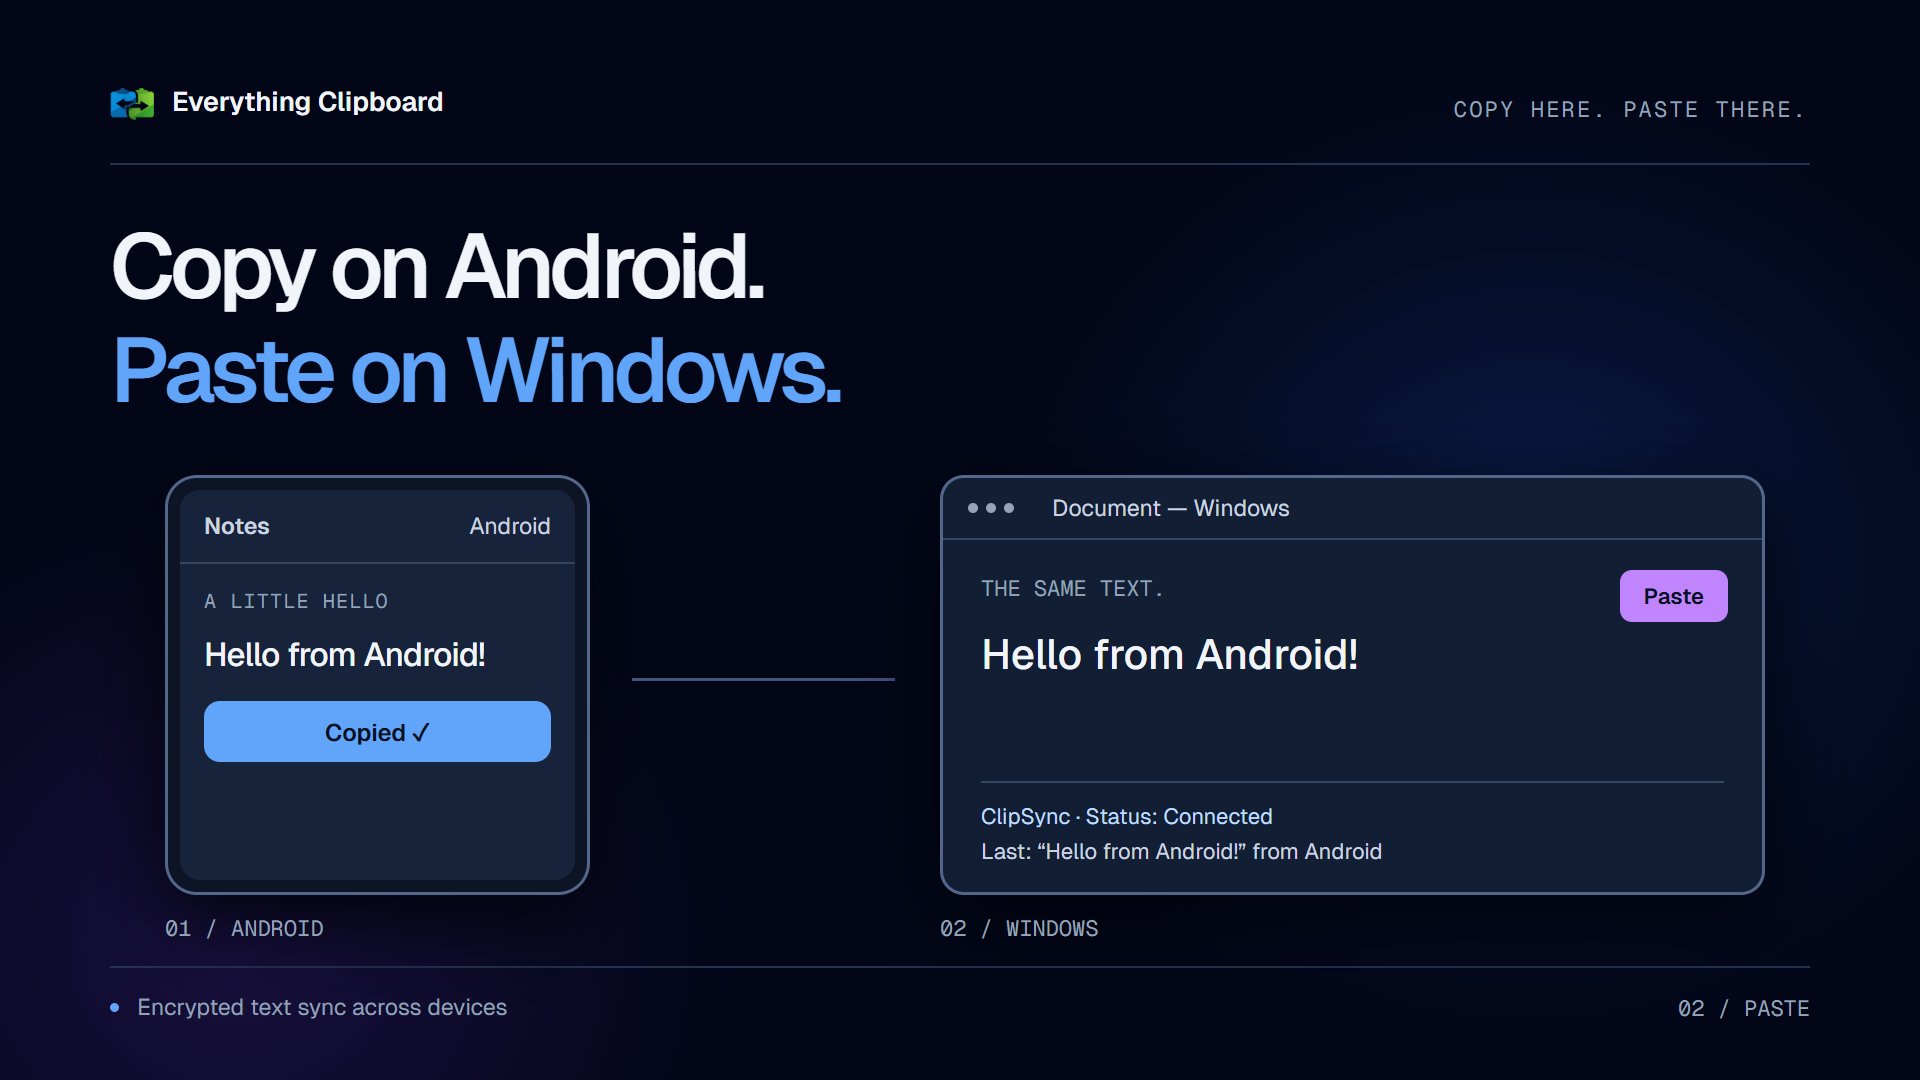 Everything Clipboard
COPY HERE. PASTE THERE.
Copy on Android.
Paste on Windows.
Notes
Android
A LITTLE HELLO
Hello from Android!
Copied ✓
01 / ANDROID
Document — Windows
THE SAME TEXT.
Paste
Hello from Android!
ClipSync · Status: Connected
Last: “Hello from Android!” from Android
02 / WINDOWS
Encrypted text sync across devices
02 / PASTE